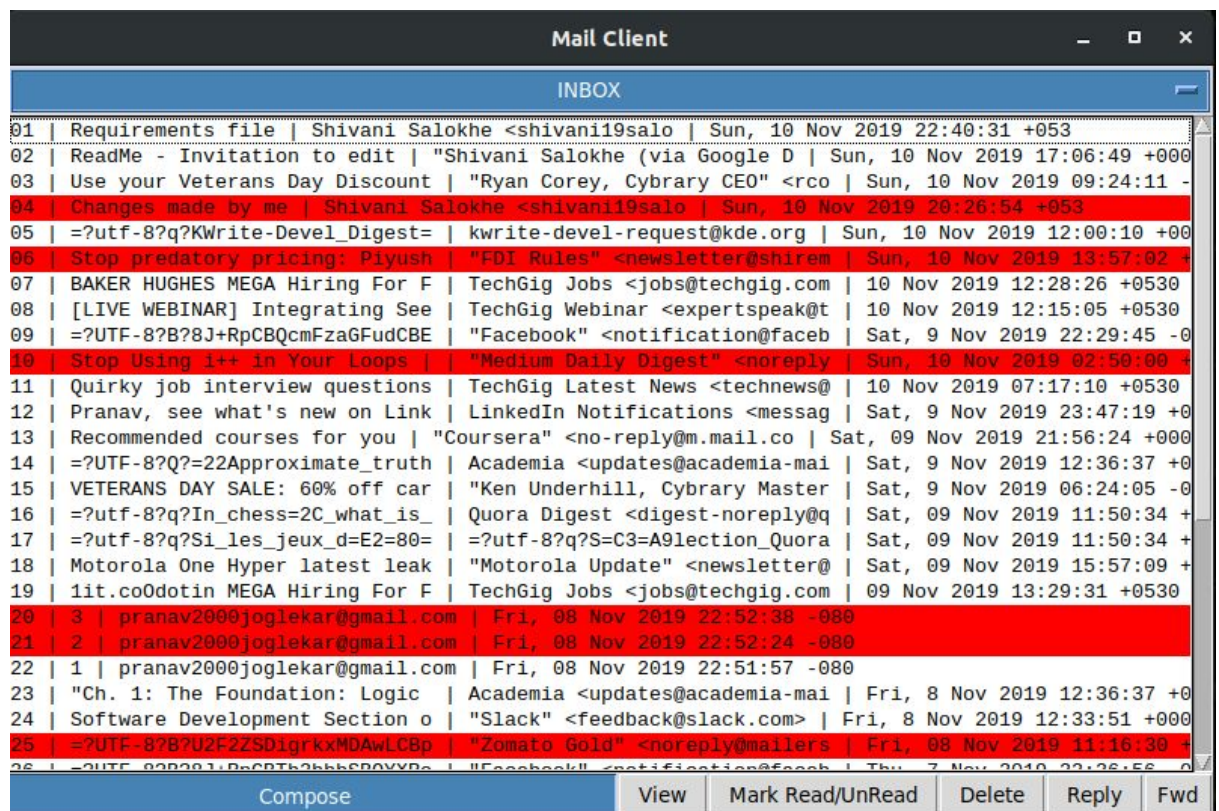 Mail Client
INBOX
01 | Requirements file | Shivani Salokhe <shivani19salo | Sun, 10 Nov 2019 22:40:31 +053
02 | ReadMe - Invitation to edit | "Shivani Salokhe (via Google D | Sun, 10 Nov 2019 17:06:49 +000
03 | Use your Veterans Day Discount | "Ryan Corey, Cybrary CEO" <rco | Sun, 10 Nov 2019 09:24:11 -
04 | Changes made by me | Shivani Salokhe <shivani19salo | Sun, 10 Nov 2019 20:26:54 +053
05 | =?utf-8?q?KWrite-Devel_Digest= | kwrite-devel-request@kde.org | Sun, 10 Nov 2019 12:00:10 +00
06 | Stop predatory pricing: Piyush | "FDI Rules" <newsletter@shirem | Sun, 10 Nov 2019 13:57:02 +
07 | BAKER HUGHES MEGA Hiring For F | TechGig Jobs <jobs@techgig.com | 10 Nov 2019 12:28:26 +0530
08 | [LIVE WEBINAR] Integrating See | TechGig Webinar <expertspeak@t | 10 Nov 2019 12:15:05 +0530
09 | =?UTF-8?B?8J+RpCBQcmFzaGFudCBE | "Facebook" <notification@faceb | Sat, 9 Nov 2019 22:29:45 -0
10 | Stop Using i++ in Your Loops | | "Medium Daily Digest" <noreply | Sun, 10 Nov 2019 02:50:00 +
11 | Quirky job interview questions | TechGig Latest News <technews@ | 10 Nov 2019 07:17:10 +0530
12 | Pranav, see what's new on Link | LinkedIn Notifications <messag | Sat, 9 Nov 2019 23:47:19 +0
13 | Recommended courses for you | "Coursera" <no-reply@m.mail.co | Sat, 09 Nov 2019 21:56:24 +000
14 | =?UTF-8?Q?=22Approximate_truth | Academia <updates@academia-mai | Sat, 9 Nov 2019 12:36:37 +0
15 | VETERANS DAY SALE: 60% off car | "Ken Underhill, Cybrary Master | Sat, 9 Nov 2019 06:24:05 -0
16 | =?utf-8?q?In_chess=2C_what_is_ | Quora Digest <digest-noreply@q | Sat, 09 Nov 2019 11:50:34 +
17 | =?utf-8?q?Si_les_jeux_d=E2=80= | =?utf-8?q?S=C3=A9lection_Quora | Sat, 09 Nov 2019 11:50:34 +
18 | Motorola One Hyper latest leak | "Motorola Update" <newsletter@ | Sat, 09 Nov 2019 15:57:09 +
19 | 1it.coOdotin MEGA Hiring For F | TechGig Jobs <jobs@techgig.com | 09 Nov 2019 13:29:31 +0530
20 | 3 | pranav2000joglekar@gmail.com | Fri, 08 Nov 2019 22:52:38 -080
21 | 2 | pranav2000joglekar@gmail.com | Fri, 08 Nov 2019 22:52:24 -080
22 | 1 | pranav2000joglekar@gmail.com | Fri, 08 Nov 2019 22:51:57 -080
23 | "Ch. 1: The Foundation: Logic | Academia <updates@academia-mai | Fri, 8 Nov 2019 12:36:37 +0
24 | Software Development Section o | "Slack" <feedback@slack.com> | Fri, 8 Nov 2019 12:33:51 +000
25 | =?UTF-8?B?U2F2ZSDigrkxMDAwLCBp | "Zomato Gold" <noreply@mailers | Fri, 08 Nov 2019 11:16:30 +
Compose View Mark Read/UnRead Delete Reply Fwd